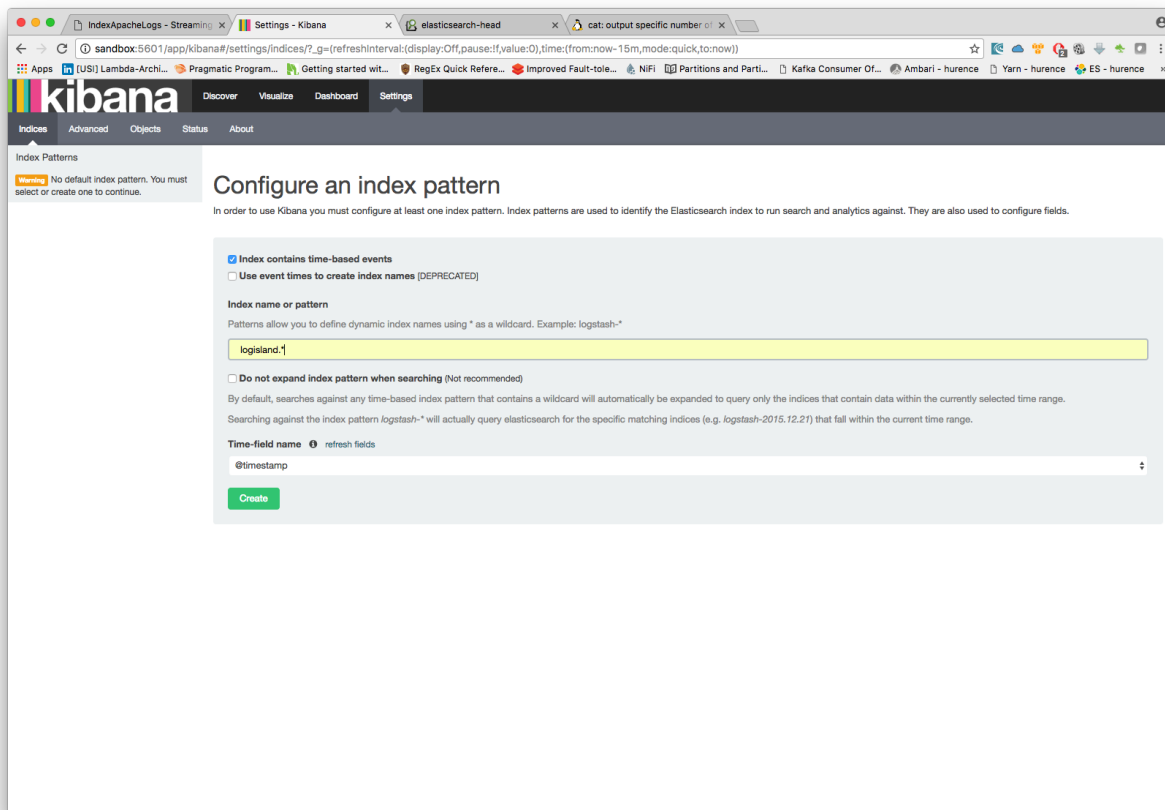 IndexApacheLogs - Streaming
Settings - Kibana
elasticsearch-head
cat: output specific number of
sandbox:5601/app/kibana#/settings/indices/?_g=(refreshInterval:(display:Off,pause:!f,value:0),time:(from:now-15m,mode:quick,to:now))
Apps
[USI] Lambda-Archi...
Pragmatic Program...
Getting started wit...
RegEx Quick Refere...
Improved Fault-tole...
NiFi
Partitions and Parti...
Kafka Consumer Of...
Ambari - hurence
Yarn - hurence
ES - hurence
kibana
Discover
Visualize
Dashboard
Settings
Indices
Advanced
Objects
Status
About
Index Patterns
Warning No default index pattern. You must
select or create one to continue.
Configure an index pattern
In order to use Kibana you must configure at least one index pattern. Index patterns are used to identify the Elasticsearch index to run search and analytics against. They are also used to configure fields.
Index contains time-based events
Use event times to create index names [DEPRECATED]
Index name or pattern
Patterns allow you to define dynamic index names using * as a wildcard. Example: logstash-*
logisland.*
Do not expand index pattern when searching (Not recommended)
By default, searches against any time-based index pattern that contains a wildcard will automatically be expanded to query only the indices that contain data within the currently selected time range.
Searching against the index pattern logstash-* will actually query elasticsearch for the specific matching indices (e.g. logstash-2015.12.21) that fall within the current time range.
Time-field name
refresh fields
@timestamp
Create